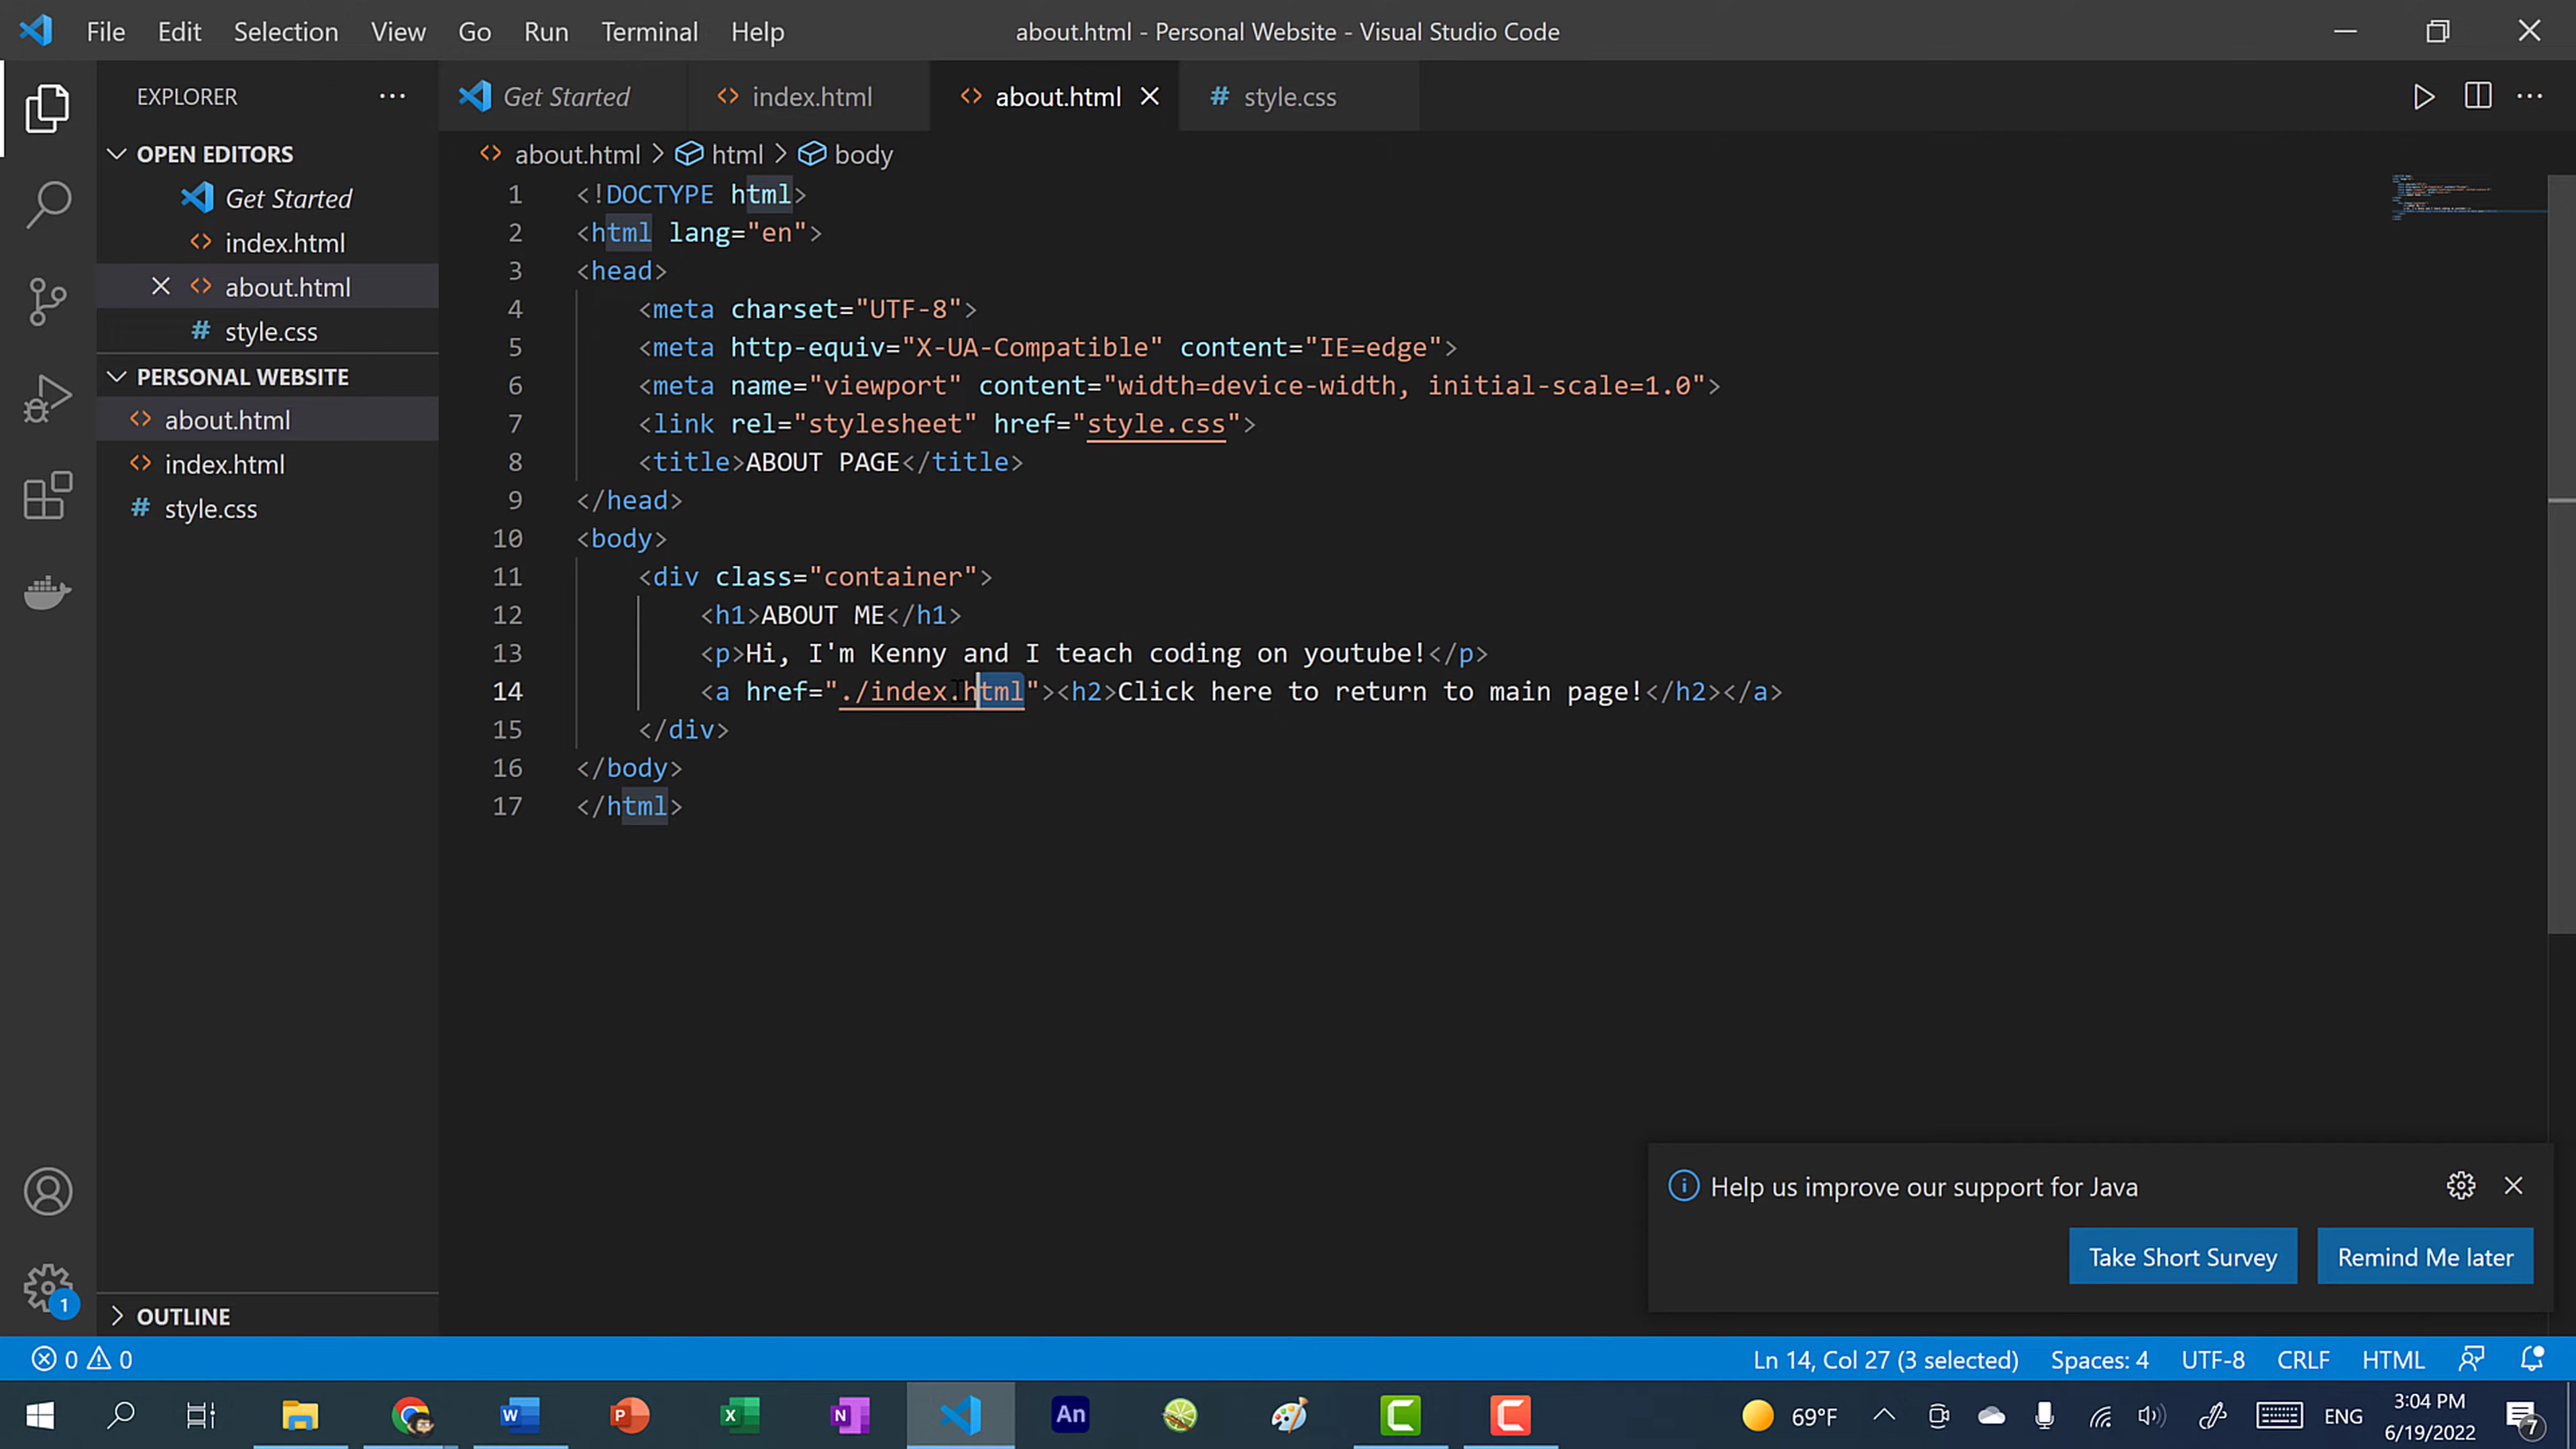 File Edit Selection View Go Run Terminal Help about.html - Personal Website - Visual Studio Code
EXPLORER
OPEN EDITORS
Get Started
index.html
about.html
style.css
PERSONAL WEBSITE
about.html
index.html
style.css
OUTLINE
Get Started index.html about.html style.css
about.html html body
1 <!DOCTYPE html>
2 <html lang="en">
3 <head>
4 <meta charset="UTF-8">
5 <meta http-equiv="X-UA-Compatible" content="IE=edge">
6 <meta name="viewport" content="width=device-width, initial-scale=1.0">
7 <link rel="stylesheet" href="style.css">
8 <title>ABOUT PAGE</title>
9 </head>
10 <body>
11 <div class="container">
12 <h1>ABOUT ME</h1>
13 <p>Hi, I'm Kenny and I teach coding on youtube!</p>
14 <a href="./index.html"><h2>Click here to return to main page!</h2></a>
15 </div>
16 </body>
17 </html>
Help us improve our support for Java
Take Short Survey Remind Me later
1
0 0 Ln 14, Col 27 (3 selected) Spaces: 4 UTF-8 CRLF HTML
W P X N An C C 69°F ENG 3:04 PM
6/19/2022
7